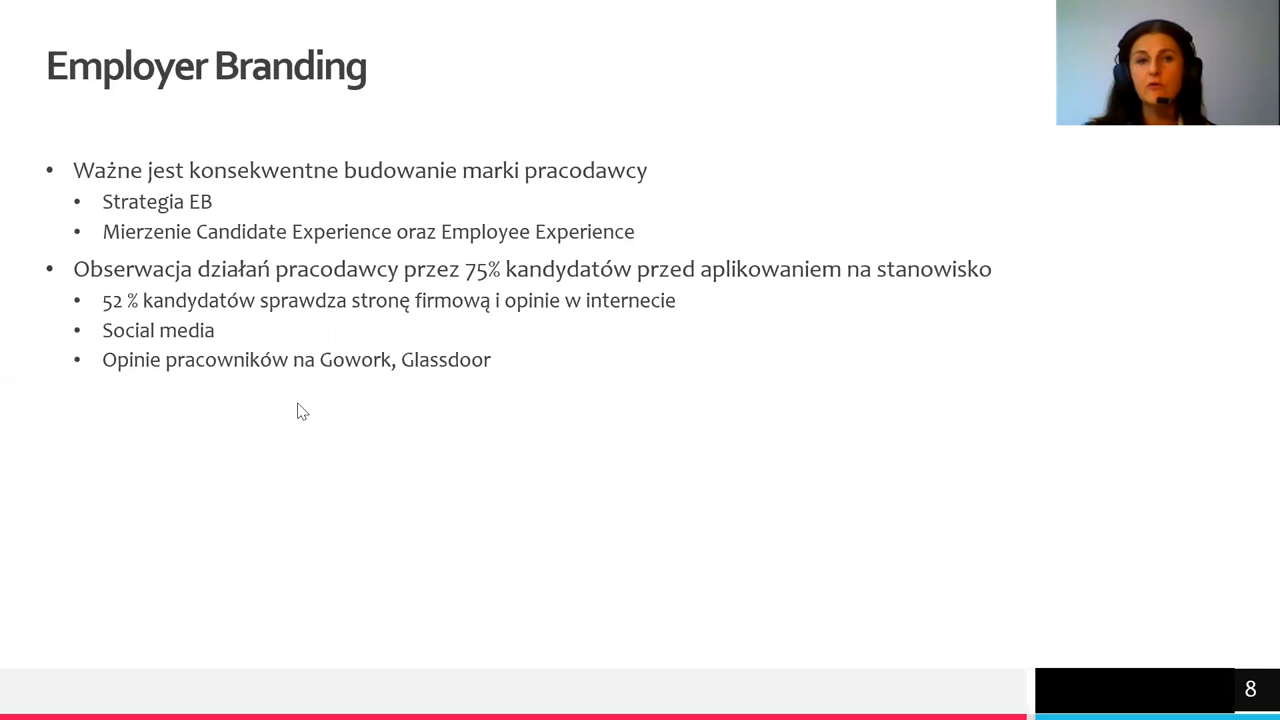 Employer Branding
• Ważne jest konsekwentne budowanie marki pracodawcy
• Strategia EB
• Mierzenie Candidate Experience oraz Employee Experience
• Obserwacja działań pracodawcy przez 75% kandydatów przed aplikowaniem na stanowisko
• 52 % kandydatów sprawdza stronę firmową i opinie w internecie
• Social media
• Opinie pracowników na Gowork, Glassdoor
8